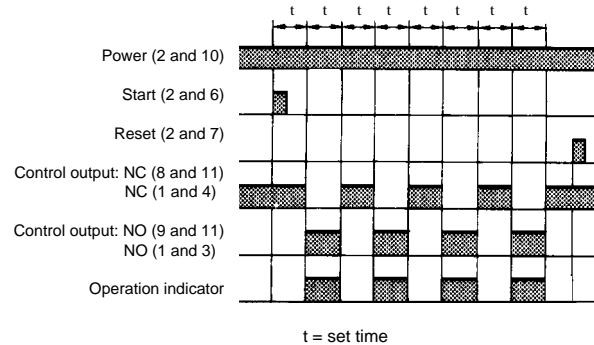 t t t t t t t t
Power (2 and 10)
Start (2 and 6)
Reset (2 and 7)
Control output: NC (8 and 11)
NC (1 and 4)
Control output: NO (9 and 11)
NO (1 and 3)
Operation indicator
t = set time